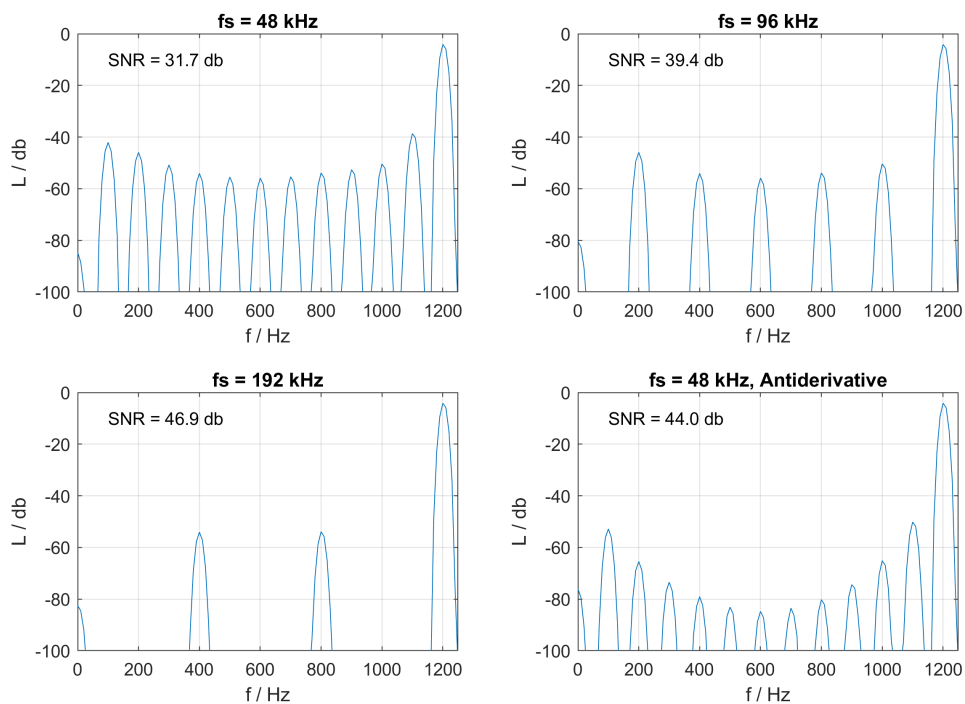 fs = 48 kHz
SNR = 31.7 db
L / db
0
-20
-40
-60
-80
-100
0 200 400 600 800 1000 1200
f / Hz
fs = 96 kHz
SNR = 39.4 db
L / db
0
-20
-40
-60
-80
-100
0 200 400 600 800 1000 1200
f / Hz
fs = 192 kHz
SNR = 46.9 db
L / db
0
-20
-40
-60
-80
-100
0 200 400 600 800 1000 1200
f / Hz
fs = 48 kHz, Antiderivative
SNR = 44.0 db
L / db
0
-20
-40
-60
-80
-100
0 200 400 600 800 1000 1200
f / Hz